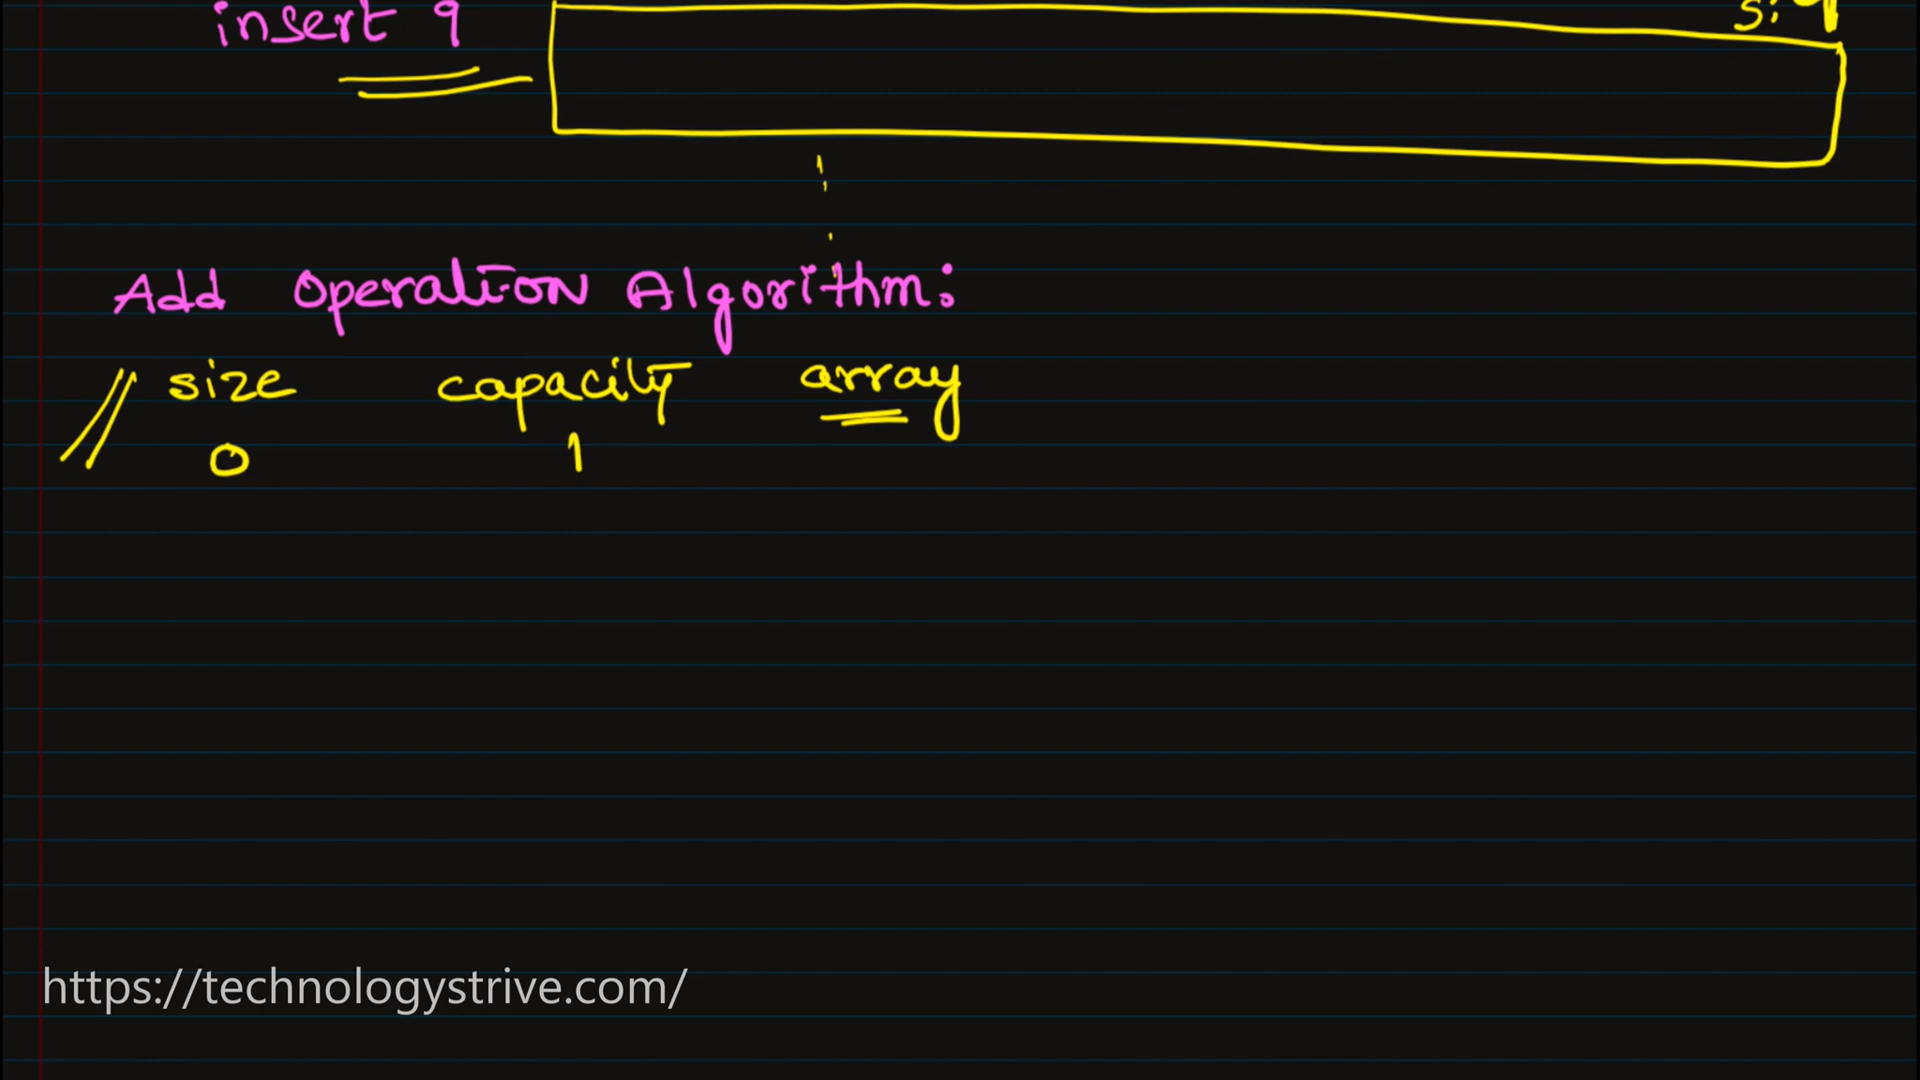 insert 9
Add Operation Algorithm:
// size capacity array
0 1
https://technologystrive.com/